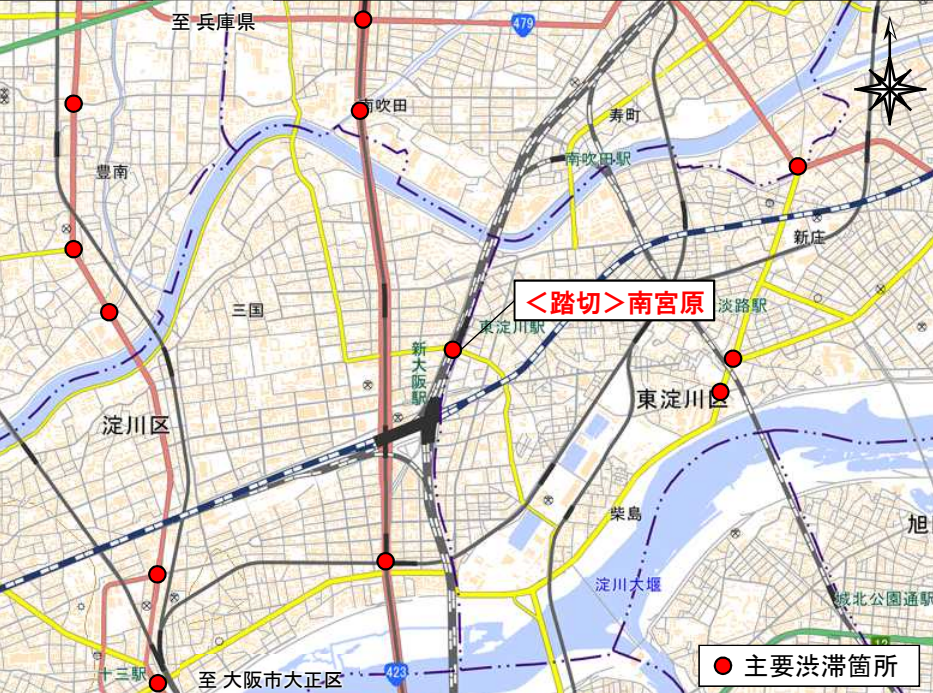 至 兵庫県
479
南吹田
寿町
南吹田駅
豊南
新庄
＜踏切＞南宮原
三国
淡路駅
東淀川駅
新大阪駅
東淀川区
淀川区
柴島
旭
淀川大堰
城北公園通駅
12
十三駅
至 大阪市大正区
423
主要渋滞箇所